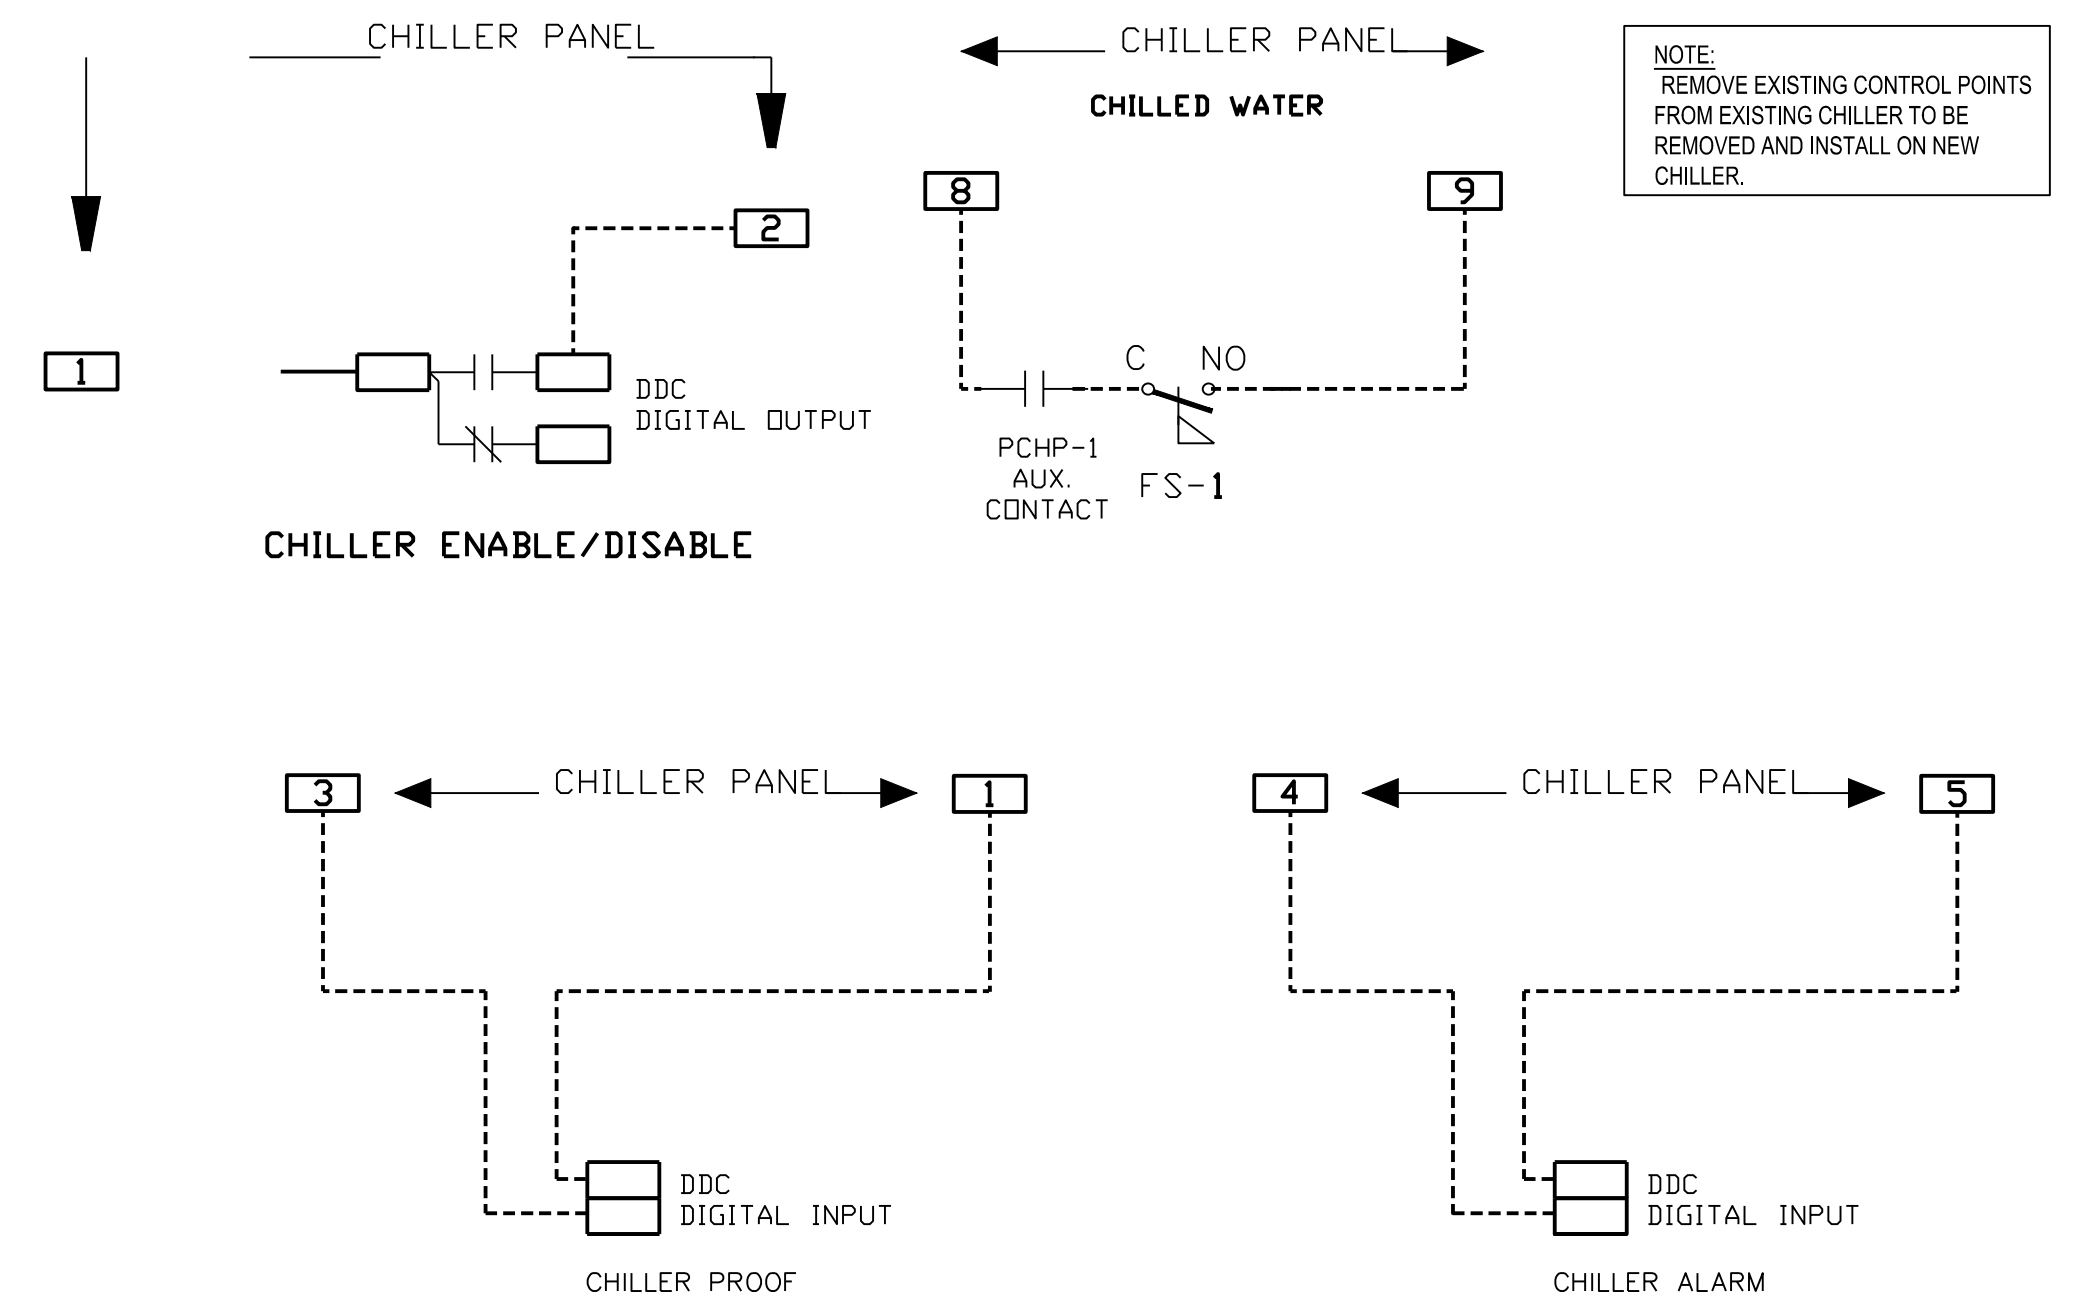 CHILLER PANEL
CHILLER PANEL
CHILLED WATER
NOTE:
REMOVE EXISTING CONTROL POINTS
FROM EXISTING CHILLER TO BE
REMOVED AND INSTALL ON NEW
CHILLER.
8
9
2
1
DDC
DIGITAL OUTPUT
C NO
PCHP-1
AUX.
CONTACT
FS-1
CHILLER ENABLE/DISABLE
3
CHILLER PANEL
1
4
CHILLER PANEL
5
DDC
DIGITAL INPUT
CHILLER PROOF
DDC
DIGITAL INPUT
CHILLER ALARM